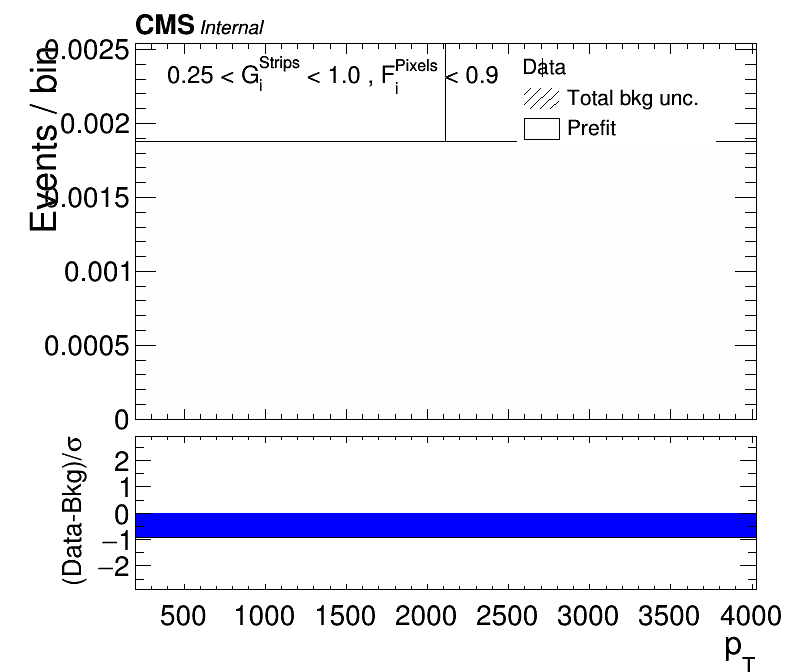 CMS Internal
0.25 < G_i^Strips < 1.0 , F_i^Pixels < 0.9
Data
Total bkg unc.
Prefit
Events / bin
0.0025
0.002
0.0015
0.001
0.0005
0
(Data-Bkg)/σ
2
1
0
−1
−2
500 1000 1500 2000 2500 3000 3500 4000
p_T